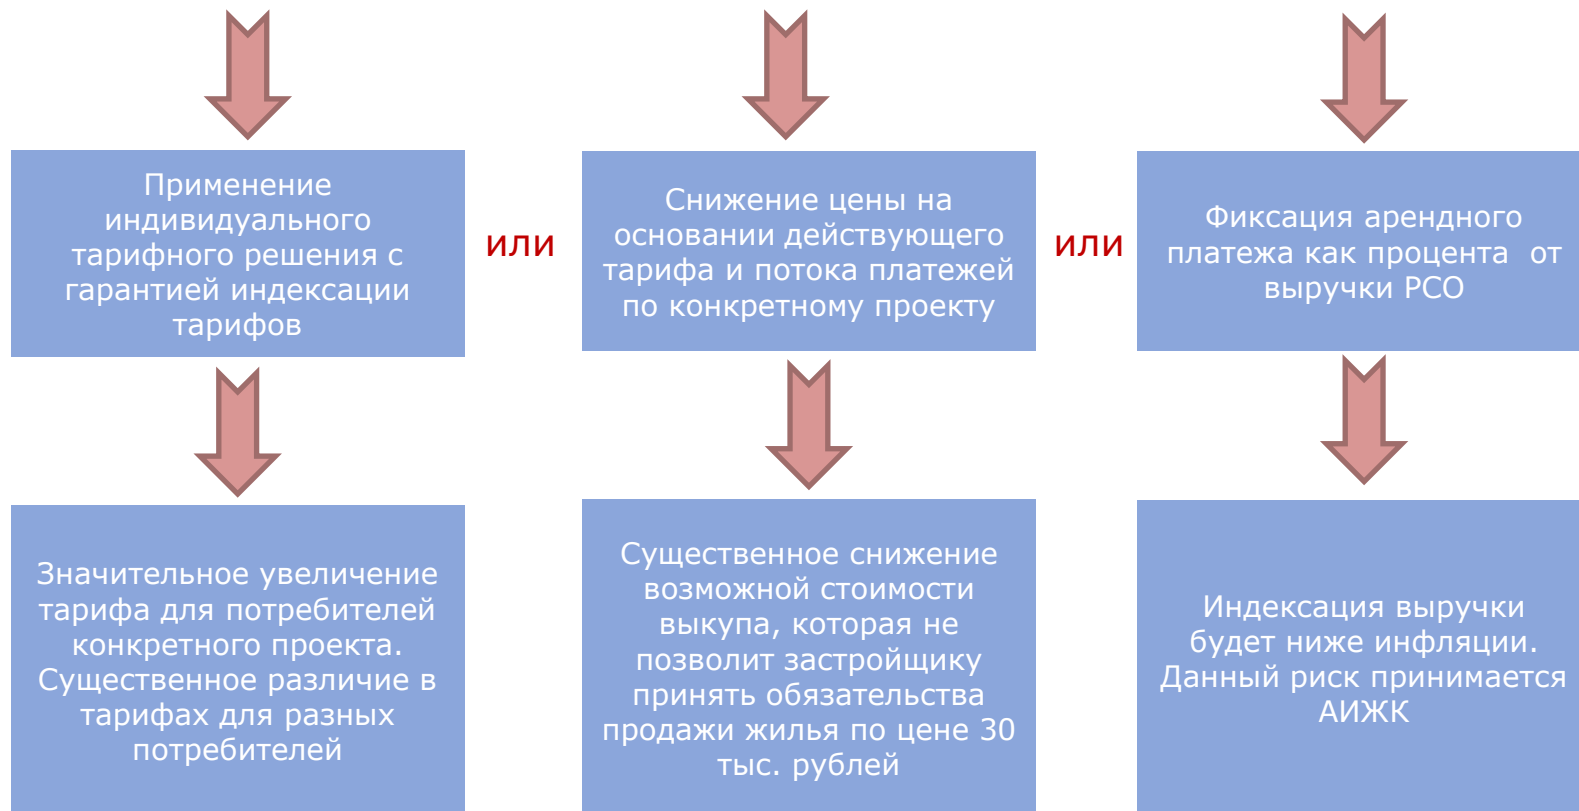 Применение
индивидуального
тарифного решения с
гарантией индексации
тарифов
или
Снижение цены на
основании действующего
тарифа и потока платежей
по конкретному проекту
или
Фиксация арендного
платежа как процента от
выручки РСО
Значительное увеличение
тарифа для потребителей
конкретного проекта.
Существенное различие в
тарифах для разных
потребителей
Существенное снижение
возможной стоимости
выкупа, которая не
позволит застройщику
принять обязательства
продажи жилья по цене 30
тыс. рублей
Индексация выручки
будет ниже инфляции.
Данный риск принимается
АИЖК